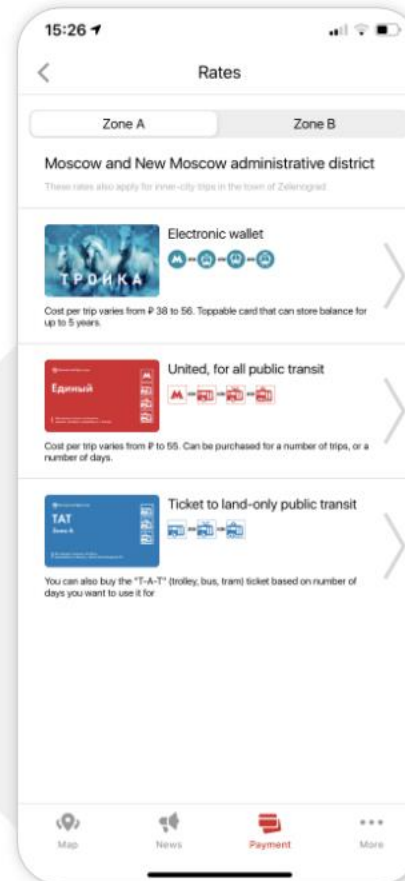 15:26
Rates
Zone A
Zone B
Moscow and New Moscow administrative district
These rates also apply for inner-city trips in the town of Zelenograd
Electronic wallet
ТРОЙКА
Cost per trip varies from ₽ 38 to 56. Toppable card that can store balance for
up to 5 years.
United, for all public transit
Единый
Cost per trip varies from ₽ to 55. Can be purchased for a number of trips, or a
number of days.
Ticket to land-only public transit
ТАТ
Зона А
You can also buy the "T-A-T" (trolley, bus, tram) ticket based on number of
days you want to use it for
Map
News
Payment
More